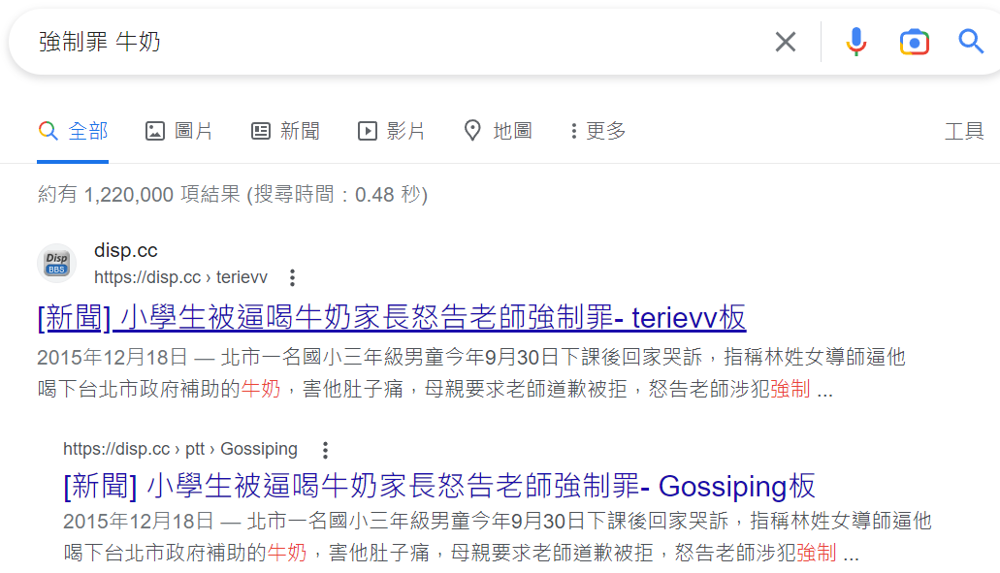 強制罪 牛奶
全部 圖片 新聞 影片 地圖 更多 工具
約有 1,220,000 項結果 (搜尋時間：0.48 秒)
Disp BBS
disp.cc
https://disp.cc › terievv
[新聞] 小學生被逼喝牛奶家長怒告老師強制罪- terievv板
2015年12月18日 — 北市一名國小三年級男童今年9月30日下課後回家哭訴，指稱林姓女導師逼他
喝下台北市政府補助的牛奶，害他肚子痛，母親要求老師道歉被拒，怒告老師涉犯強制 ...
https://disp.cc › ptt › Gossiping
[新聞] 小學生被逼喝牛奶家長怒告老師強制罪- Gossiping板
2015年12月18日 — 北市一名國小三年級男童今年9月30日下課後回家哭訴，指稱林姓女導師逼他
喝下台北市政府補助的牛奶，害他肚子痛，母親要求老師道歉被拒，怒告老師涉犯強制 ...